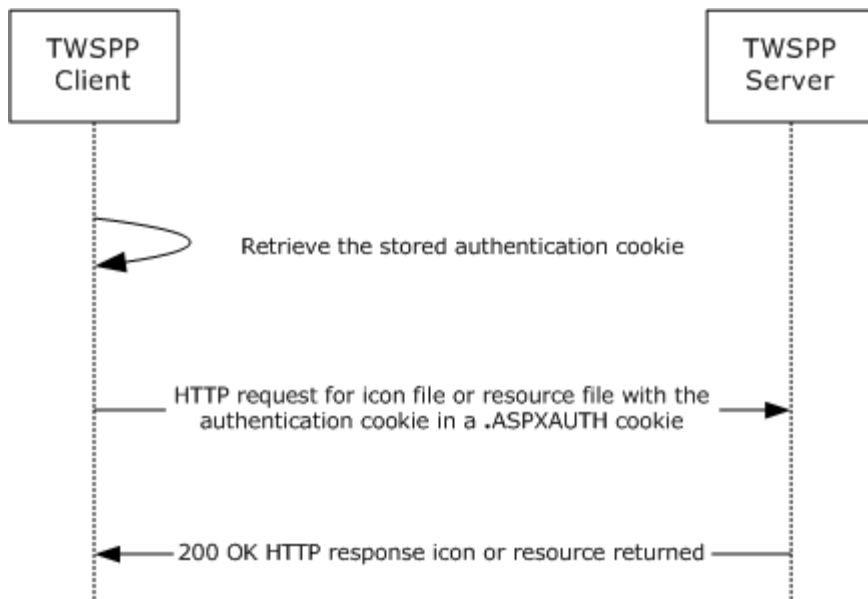 TWSPP
Client
TWSPP
Server
Retrieve the stored authentication cookie
HTTP request for icon file or resource file with the
authentication cookie in a .ASPXAUTH cookie
200 OK HTTP response icon or resource returned